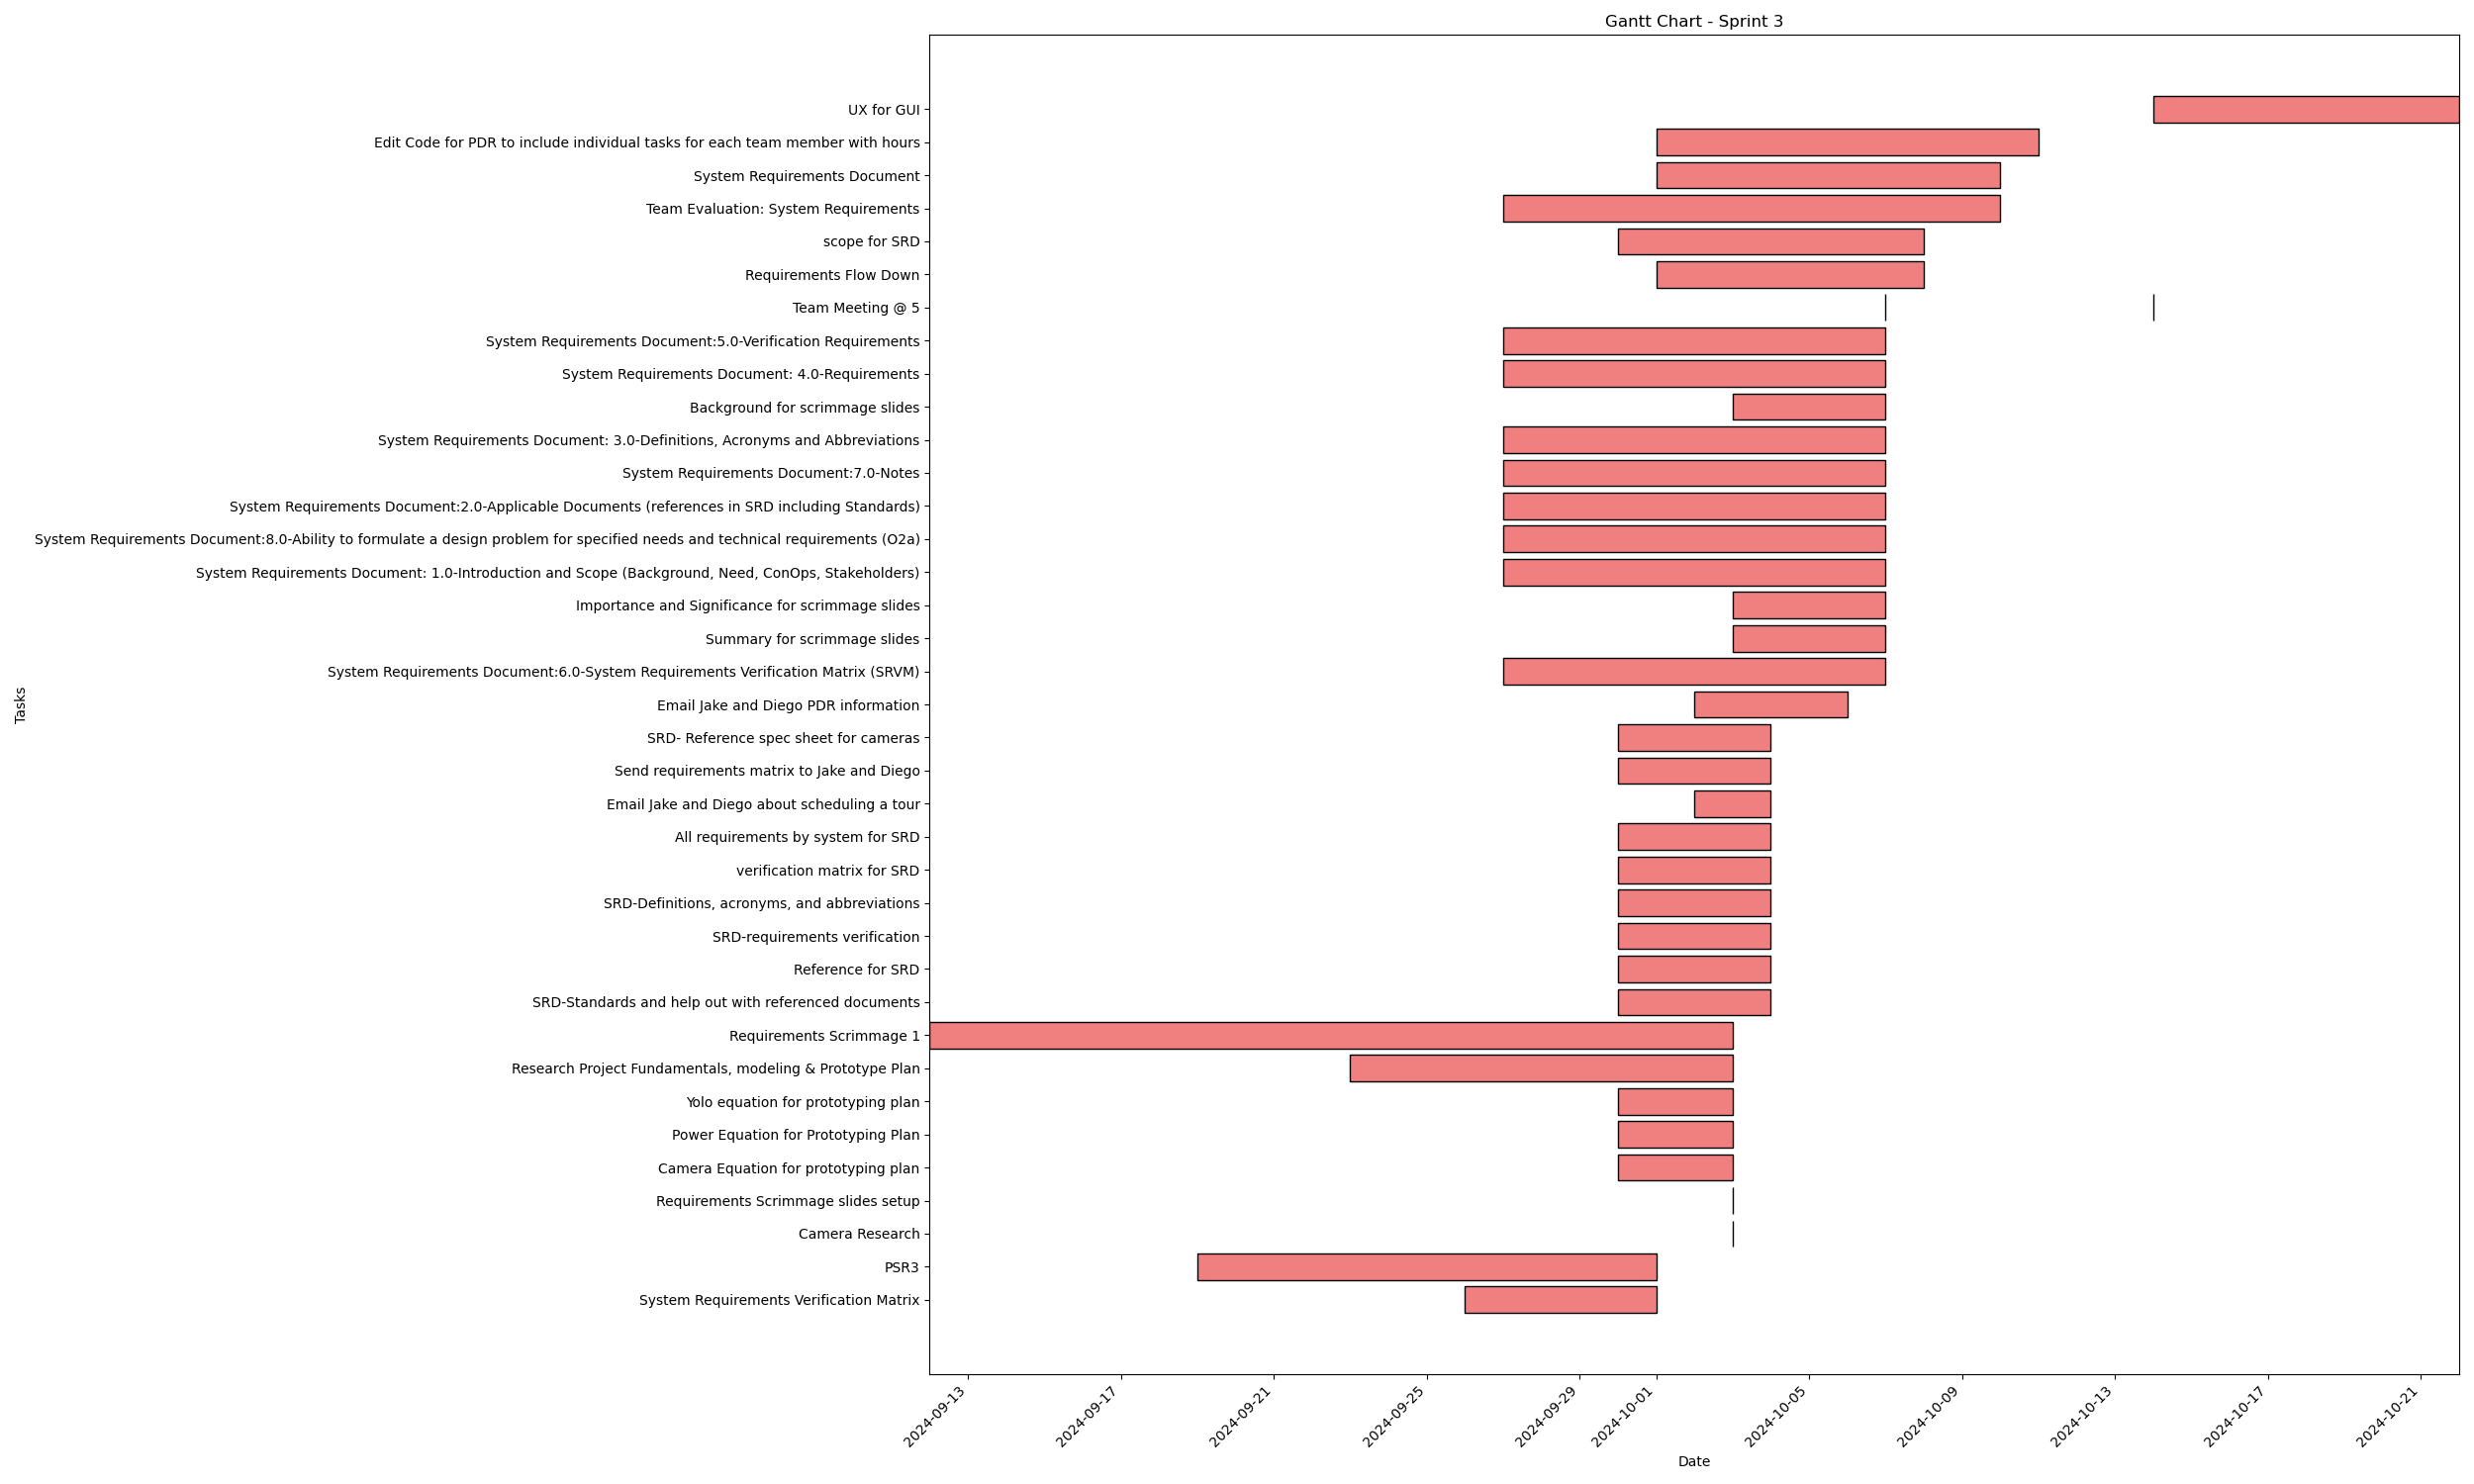 Gantt Chart - Sprint 3
UX for GUI
Edit Code for PDR to include individual tasks for each team member with hours
System Requirements Document
Team Evaluation: System Requirements
scope for SRD
Requirements Flow Down
Team Meeting @ 5
System Requirements Document:5.0-Verification Requirements
System Requirements Document: 4.0-Requirements
Background for scrimmage slides
System Requirements Document: 3.0-Definitions, Acronyms and Abbreviations
System Requirements Document:7.0-Notes
System Requirements Document:2.0-Applicable Documents (references in SRD including Standards)
System Requirements Document:8.0-Ability to formulate a design problem for specified needs and technical requirements (O2a)
System Requirements Document: 1.0-Introduction and Scope (Background, Need, ConOps, Stakeholders)
Importance and Significance for scrimmage slides
Summary for scrimmage slides
System Requirements Document:6.0-System Requirements Verification Matrix (SRVM)
Email Jake and Diego PDR information
SRD- Reference spec sheet for cameras
Send requirements matrix to Jake and Diego
Email Jake and Diego about scheduling a tour
All requirements by system for SRD
verification matrix for SRD
SRD-Definitions, acronyms, and abbreviations
SRD-requirements verification
Reference for SRD
SRD-Standards and help out with referenced documents
Requirements Scrimmage 1
Research Project Fundamentals, modeling & Prototype Plan
Yolo equation for prototyping plan
Power Equation for Prototyping Plan
Camera Equation for prototyping plan
Requirements Scrimmage slides setup
Camera Research
PSR3
System Requirements Verification Matrix
Tasks
2024-09-13
2024-09-17
2024-09-21
2024-09-25
2024-09-29
2024-10-01
2024-10-05
2024-10-09
2024-10-13
2024-10-17
2024-10-21
Date